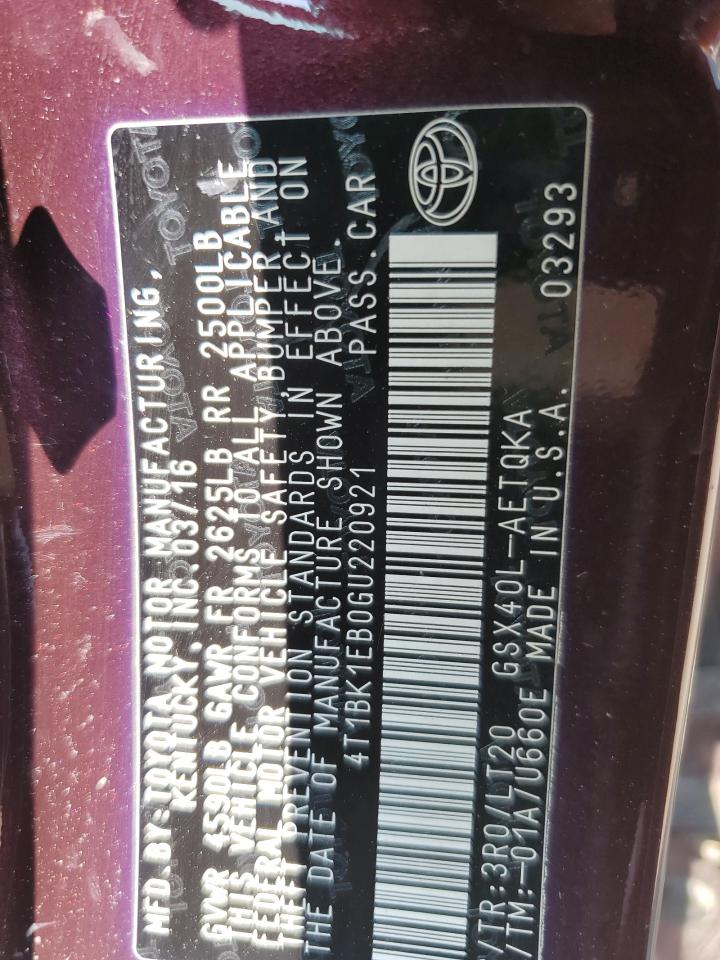 MFD.BY:TOYOTA MOTOR MANUFACTURING,
KENTUCKY, INC.03/16
GVWR 4590LB GAWR FR 2625LB RR 2500LB
THIS VEHICLE CONFORMS TO ALL APPLICABLE
FEDERAL MOTOR VEHICLE SAFETY, BUMPER, AND
THEFT PREVENTION STANDARDS IN EFFECT ON
THE DATE OF MANUFACTURE SHOWN ABOVE.
4T1BK1EB0GU220921 PASS.CAR
/TR:3R0/LT20 GSX40L-AETQKA
/TM:-01A/U660E MADE IN U.S.A. 03293